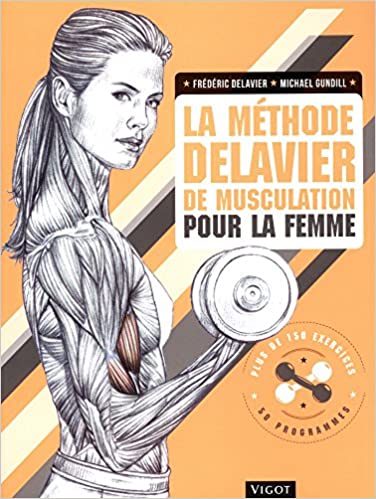 ★ FRÉDÉRIC DELAVIER ★ MICHAEL GUNDILL ★
LA MÉTHODE
DELAVIER
DE MUSCULATION
POUR LA FEMME
PLUS DE 150 EXERCICES
50 PROGRAMMES
VIGOT